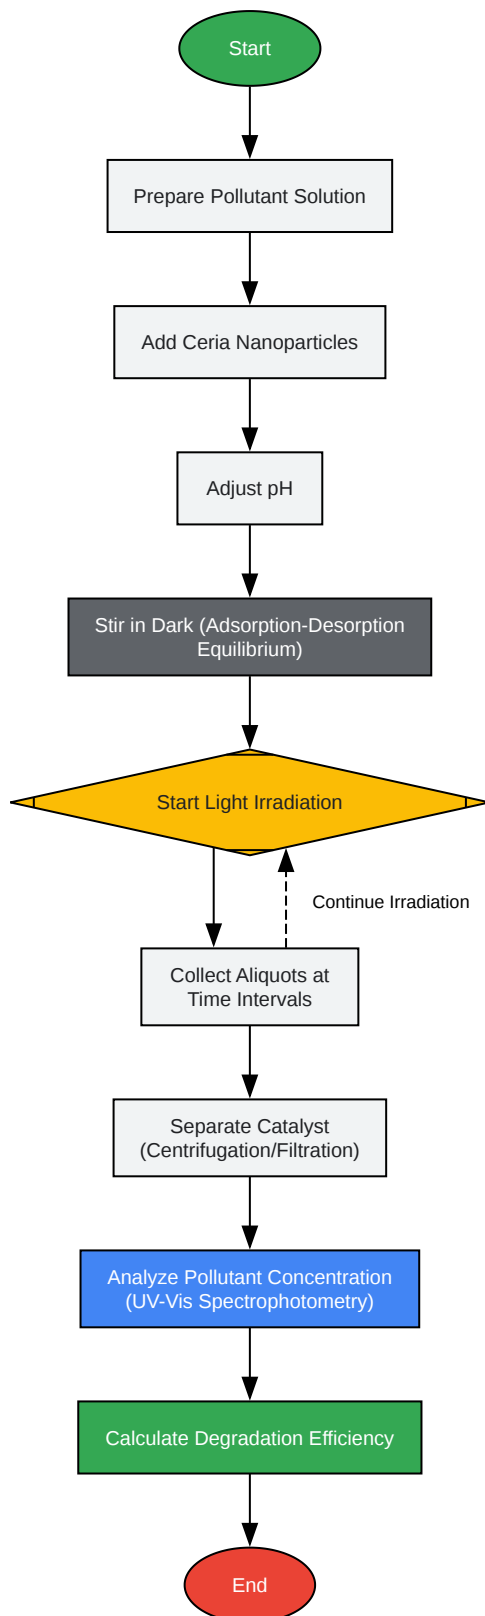 Start
Prepare Pollutant Solution
Add Ceria Nanoparticles
Adjust pH
Stir in Dark (Adsorption-Desorption
Equilibrium)
Start Light Irradiation
Continue Irradiation
Collect Aliquots at
Time Intervals
Separate Catalyst
(Centrifugation/Filtration)
Analyze Pollutant Concentration
(UV-Vis Spectrophotometry)
Calculate Degradation Efficiency
End